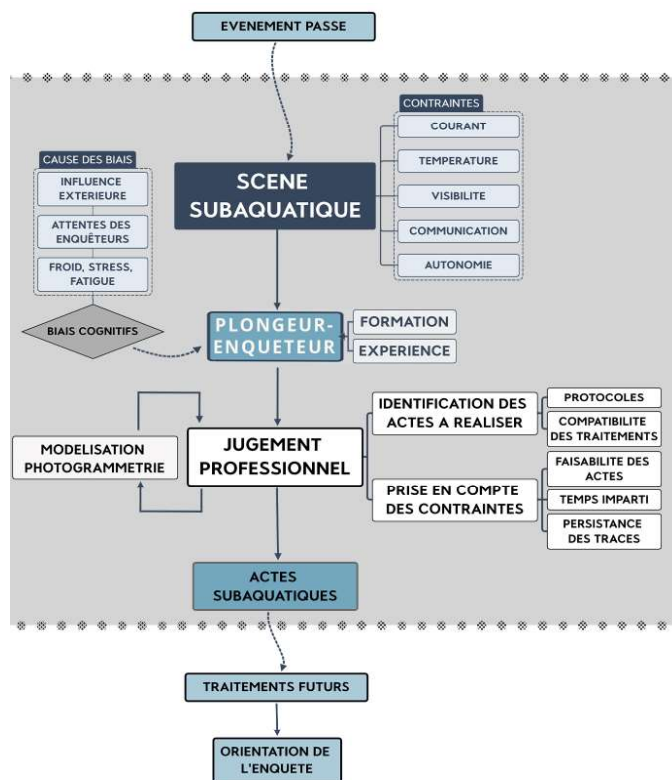 EVENEMENT PASSE
CONTRAINTES
COURANT
TEMPERATURE
VISIBILITE
COMMUNICATION
AUTONOMIE
CAUSE DES BIAIS
INFLUENCE
EXTERIEURE
ATTENTES DES
ENQUÊTEURS
FROID, STRESS,
FATIGUE
SCENE
SUBAQUATIQUE
BIAIS COGNITIFS
PLONGEUR-
ENQUETEUR
FORMATION
EXPERIENCE
MODELISATION
PHOTOGRAMMETRIE
JUGEMENT
PROFESSIONNEL
IDENTIFICATION DES
ACTES A REALISER
PROTOCOLES
COMPATIBILITE
DES TRAITEMENTS
PRISE EN COMPTE
DES CONTRAINTES
FAISABILITE DES
ACTES
TEMPS IMPARTI
PERSISTANCE
DES TRACES
ACTES
SUBAQUATIQUES
TRAITEMENTS FUTURS
ORIENTATION DE
L'ENQUETE